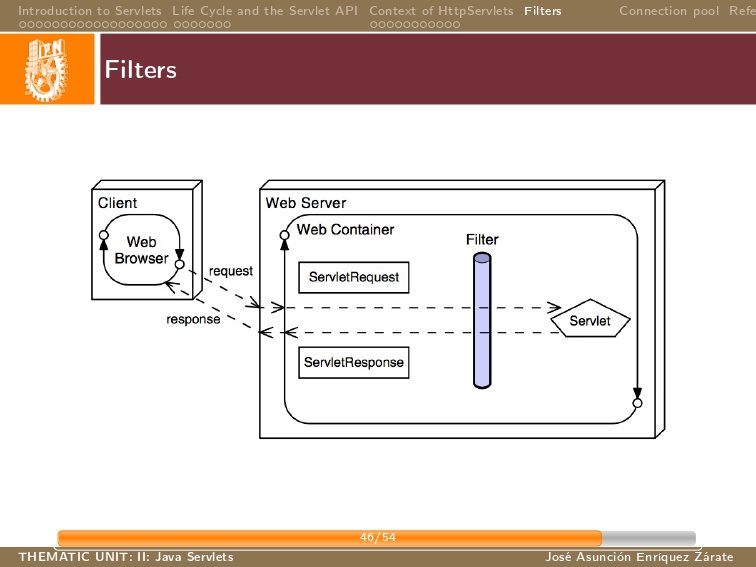 Introduction to Servlets Life Cycle and the Servlet API Context of HttpServlets Filters Connection pool Refe
IPN
Filters
Client
Web Server
Web
Browser
Web Container
Filter
request
ServletRequest
response
Servlet
ServletResponse
46/54
THEMATIC UNIT: II: Java Servlets José Asunción Enríquez Zárate